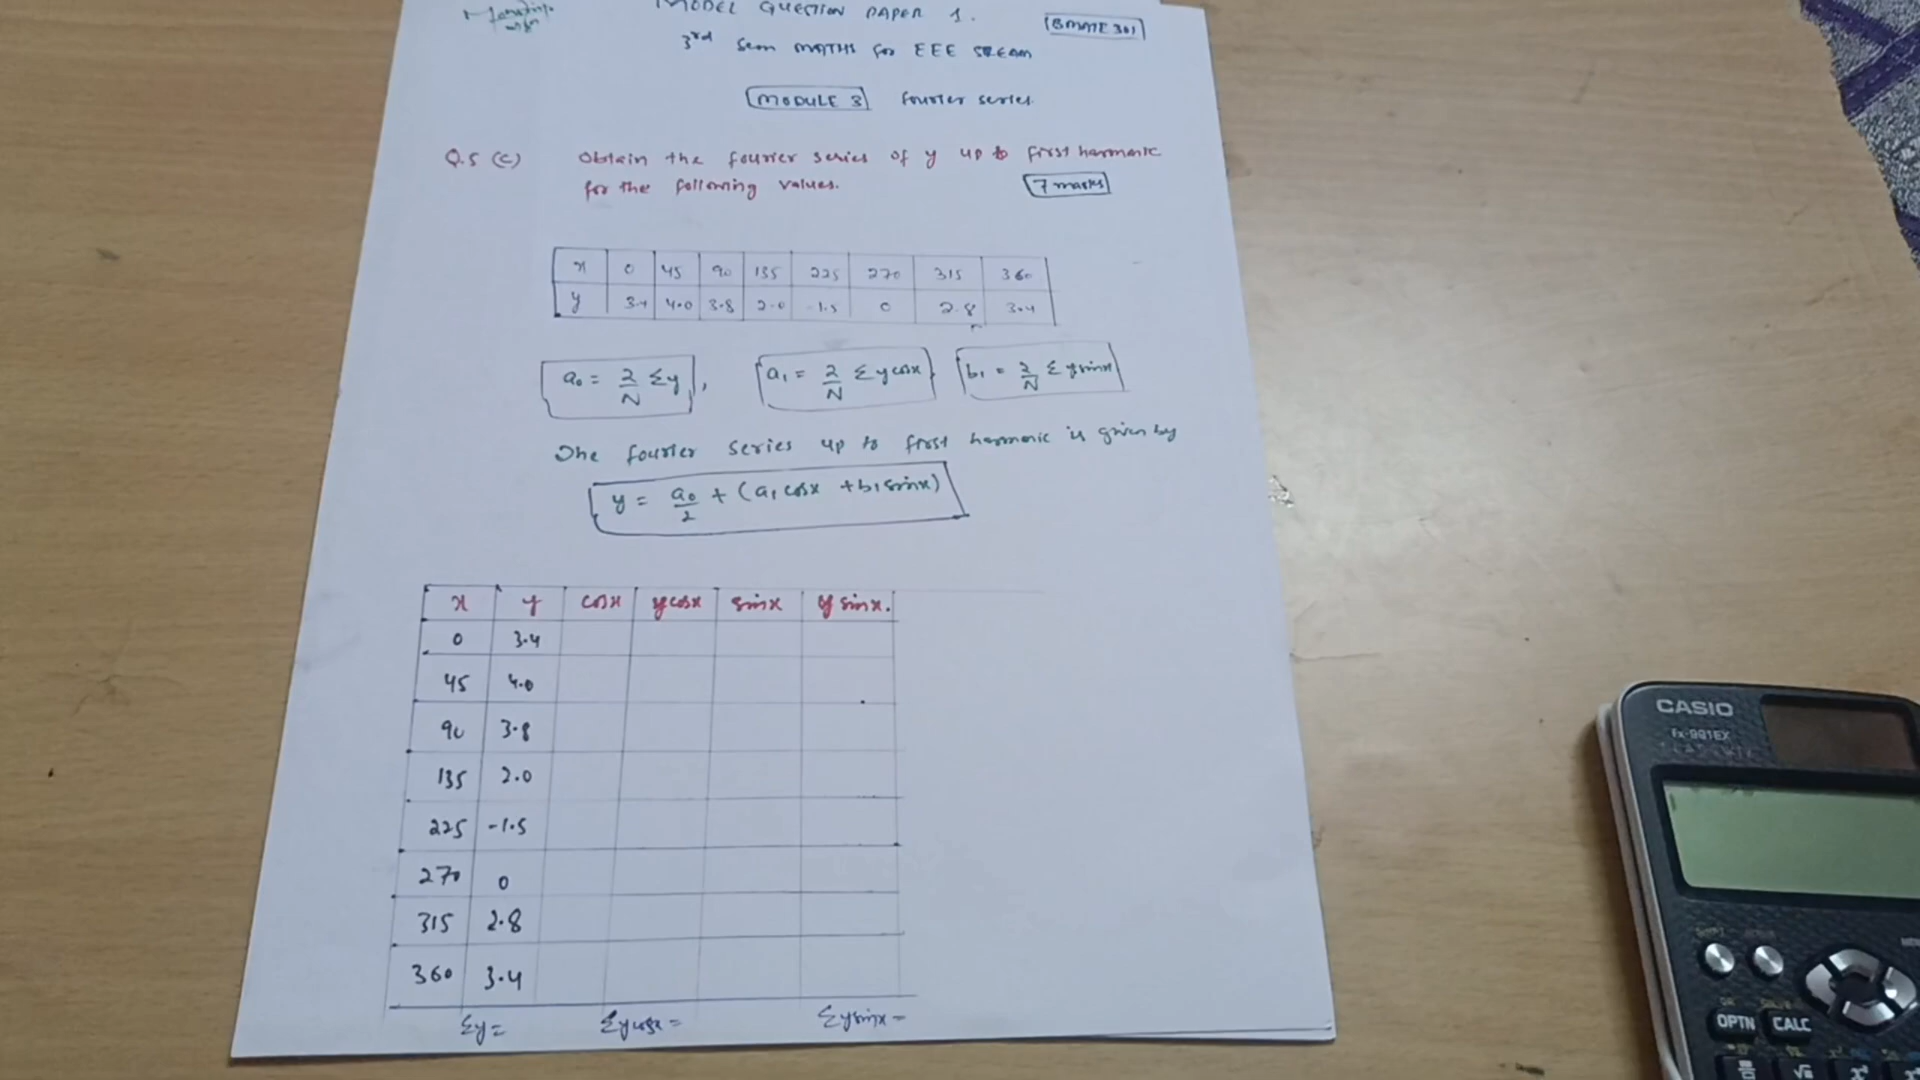 MODEL QUESTION PAPER 1.
(BMATE 301)
3rd Sem MATHS for EEE SREAM
MODULE 3 Fourier series.
Q.5 (c) Obtain the fourier series of y up to first harmonic
for the following values. 7 marks
x 0 45 90 135 225 270 315 360
y 3.4 4.0 3.8 2.0 -1.5 0 2.8 3.4
a₀ = 2/N Σy, a₁ = 2/N Σy cosx b₁ = 2/N Σ y sinx
The fourier series up to first harmonic is given by
y = a₀/2 + (a₁ cosx + b₁ sinx)
x y cosx ycosx sinx y sinx.
0 3.4
45 4.0
90 3.8
135 2.0
225 -1.5
270 0
315 2.8
360 3.4
Σy= Σycosx = Σysinx =
CASIO
fx-991EX
CLASSWIZ
SHIFT
OPTN CALC